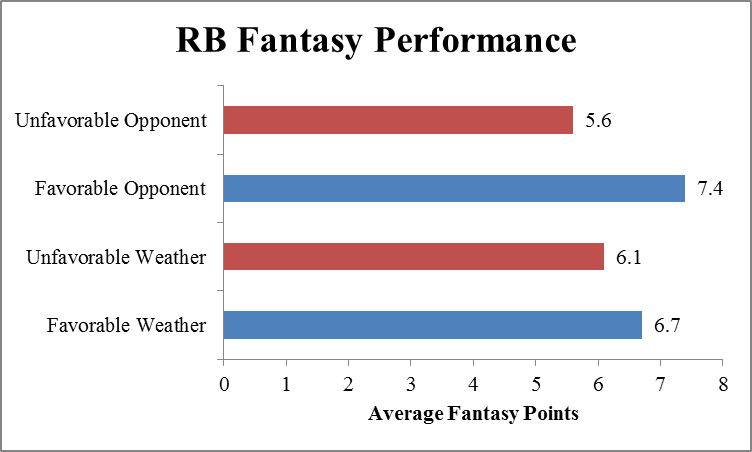 RB Fantasy Performance
Unfavorable Opponent 5.6
Favorable Opponent 7.4
Unfavorable Weather 6.1
Favorable Weather 6.7
0 1 2 3 4 5 6 7 8
Average Fantasy Points